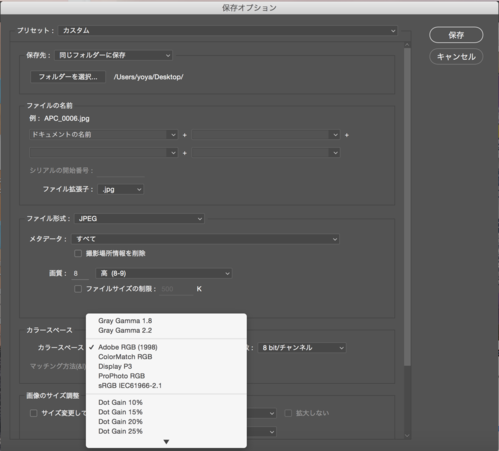 保存オプション
プリセット： カスタム
保存
キャンセル
保存先： 同じフォルダーに保存
フォルダーを選択... /Users/yoya/Desktop/
ファイルの名前
例： APC_0006.jpg
ドキュメントの名前 + +
+
シリアルの開始番号：
ファイル拡張子： .jpg
ファイル形式： JPEG
メタデータ： すべて
撮影場所情報を削除
画質： 8 高 (8-9)
ファイルサイズの制限： K
カラースペース
Gray Gamma 1.8
Gray Gamma 2.2
カラースペース ✓ Adobe RGB (1998) 8 bit/チャンネル
ColorMatch RGB
Display P3
ProPhoto RGB
sRGB IEC61966-2.1
マッチング方法
画像のサイズ調整
Dot Gain 10%
サイズ変更して Dot Gain 15% 拡大しない
Dot Gain 20%
Dot Gain 25%